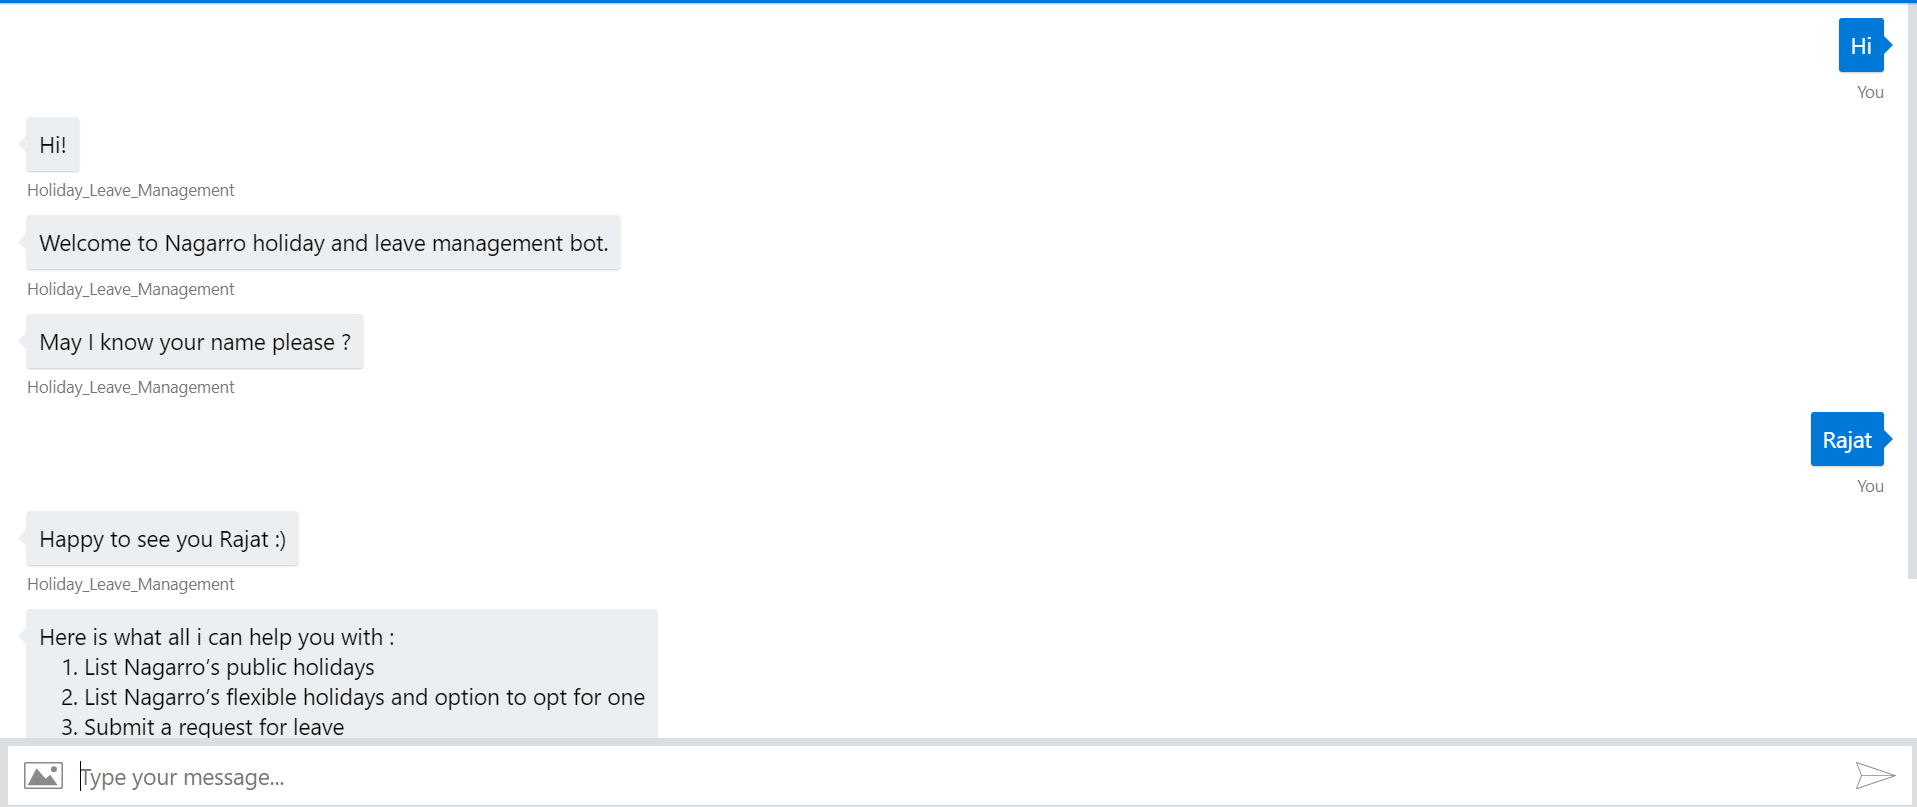 Hi
You
Hi!
Holiday_Leave_Management
Welcome to Nagarro holiday and leave management bot.
Holiday_Leave_Management
May I know your name please ?
Holiday_Leave_Management
Rajat
You
Happy to see you Rajat :)
Holiday_Leave_Management
Here is what all i can help you with :
1. List Nagarro’s public holidays
2. List Nagarro’s flexible holidays and option to opt for one
3. Submit a request for leave
Type your message...